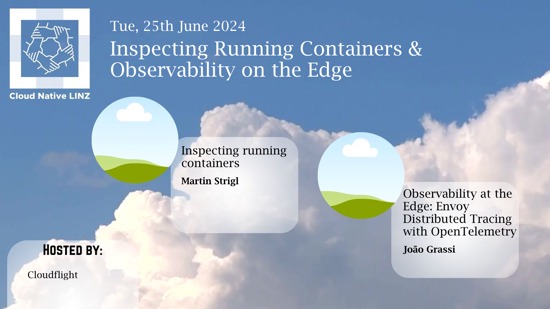 Tue, 25th June 2024
Inspecting Running Containers &
Observability on the Edge
Cloud Native LINZ
Inspecting running
containers
Martin Strigl
Observability at the
Edge: Envoy
Distributed Tracing
with OpenTelemetry
João Grassi
HOSTED BY:
Cloudflight